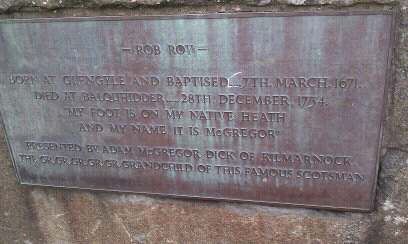 —ROB ROY—
BORN AT GLENGYLE AND BAPTISED....7TH. MARCH, 1671.
DIED AT BALQUHIDDER....28TH. DECEMBER, 1734.
"MY FOOT IS ON MY NATIVE HEATH
AND MY NAME IT IS McGREGOR"
PRESENTED BY ADAM McGREGOR DICK OF KILMARNOCK.
THE GR.GR.GR.GR.GR.GRANDCHILD OF THIS FAMOUS SCOTSMAN